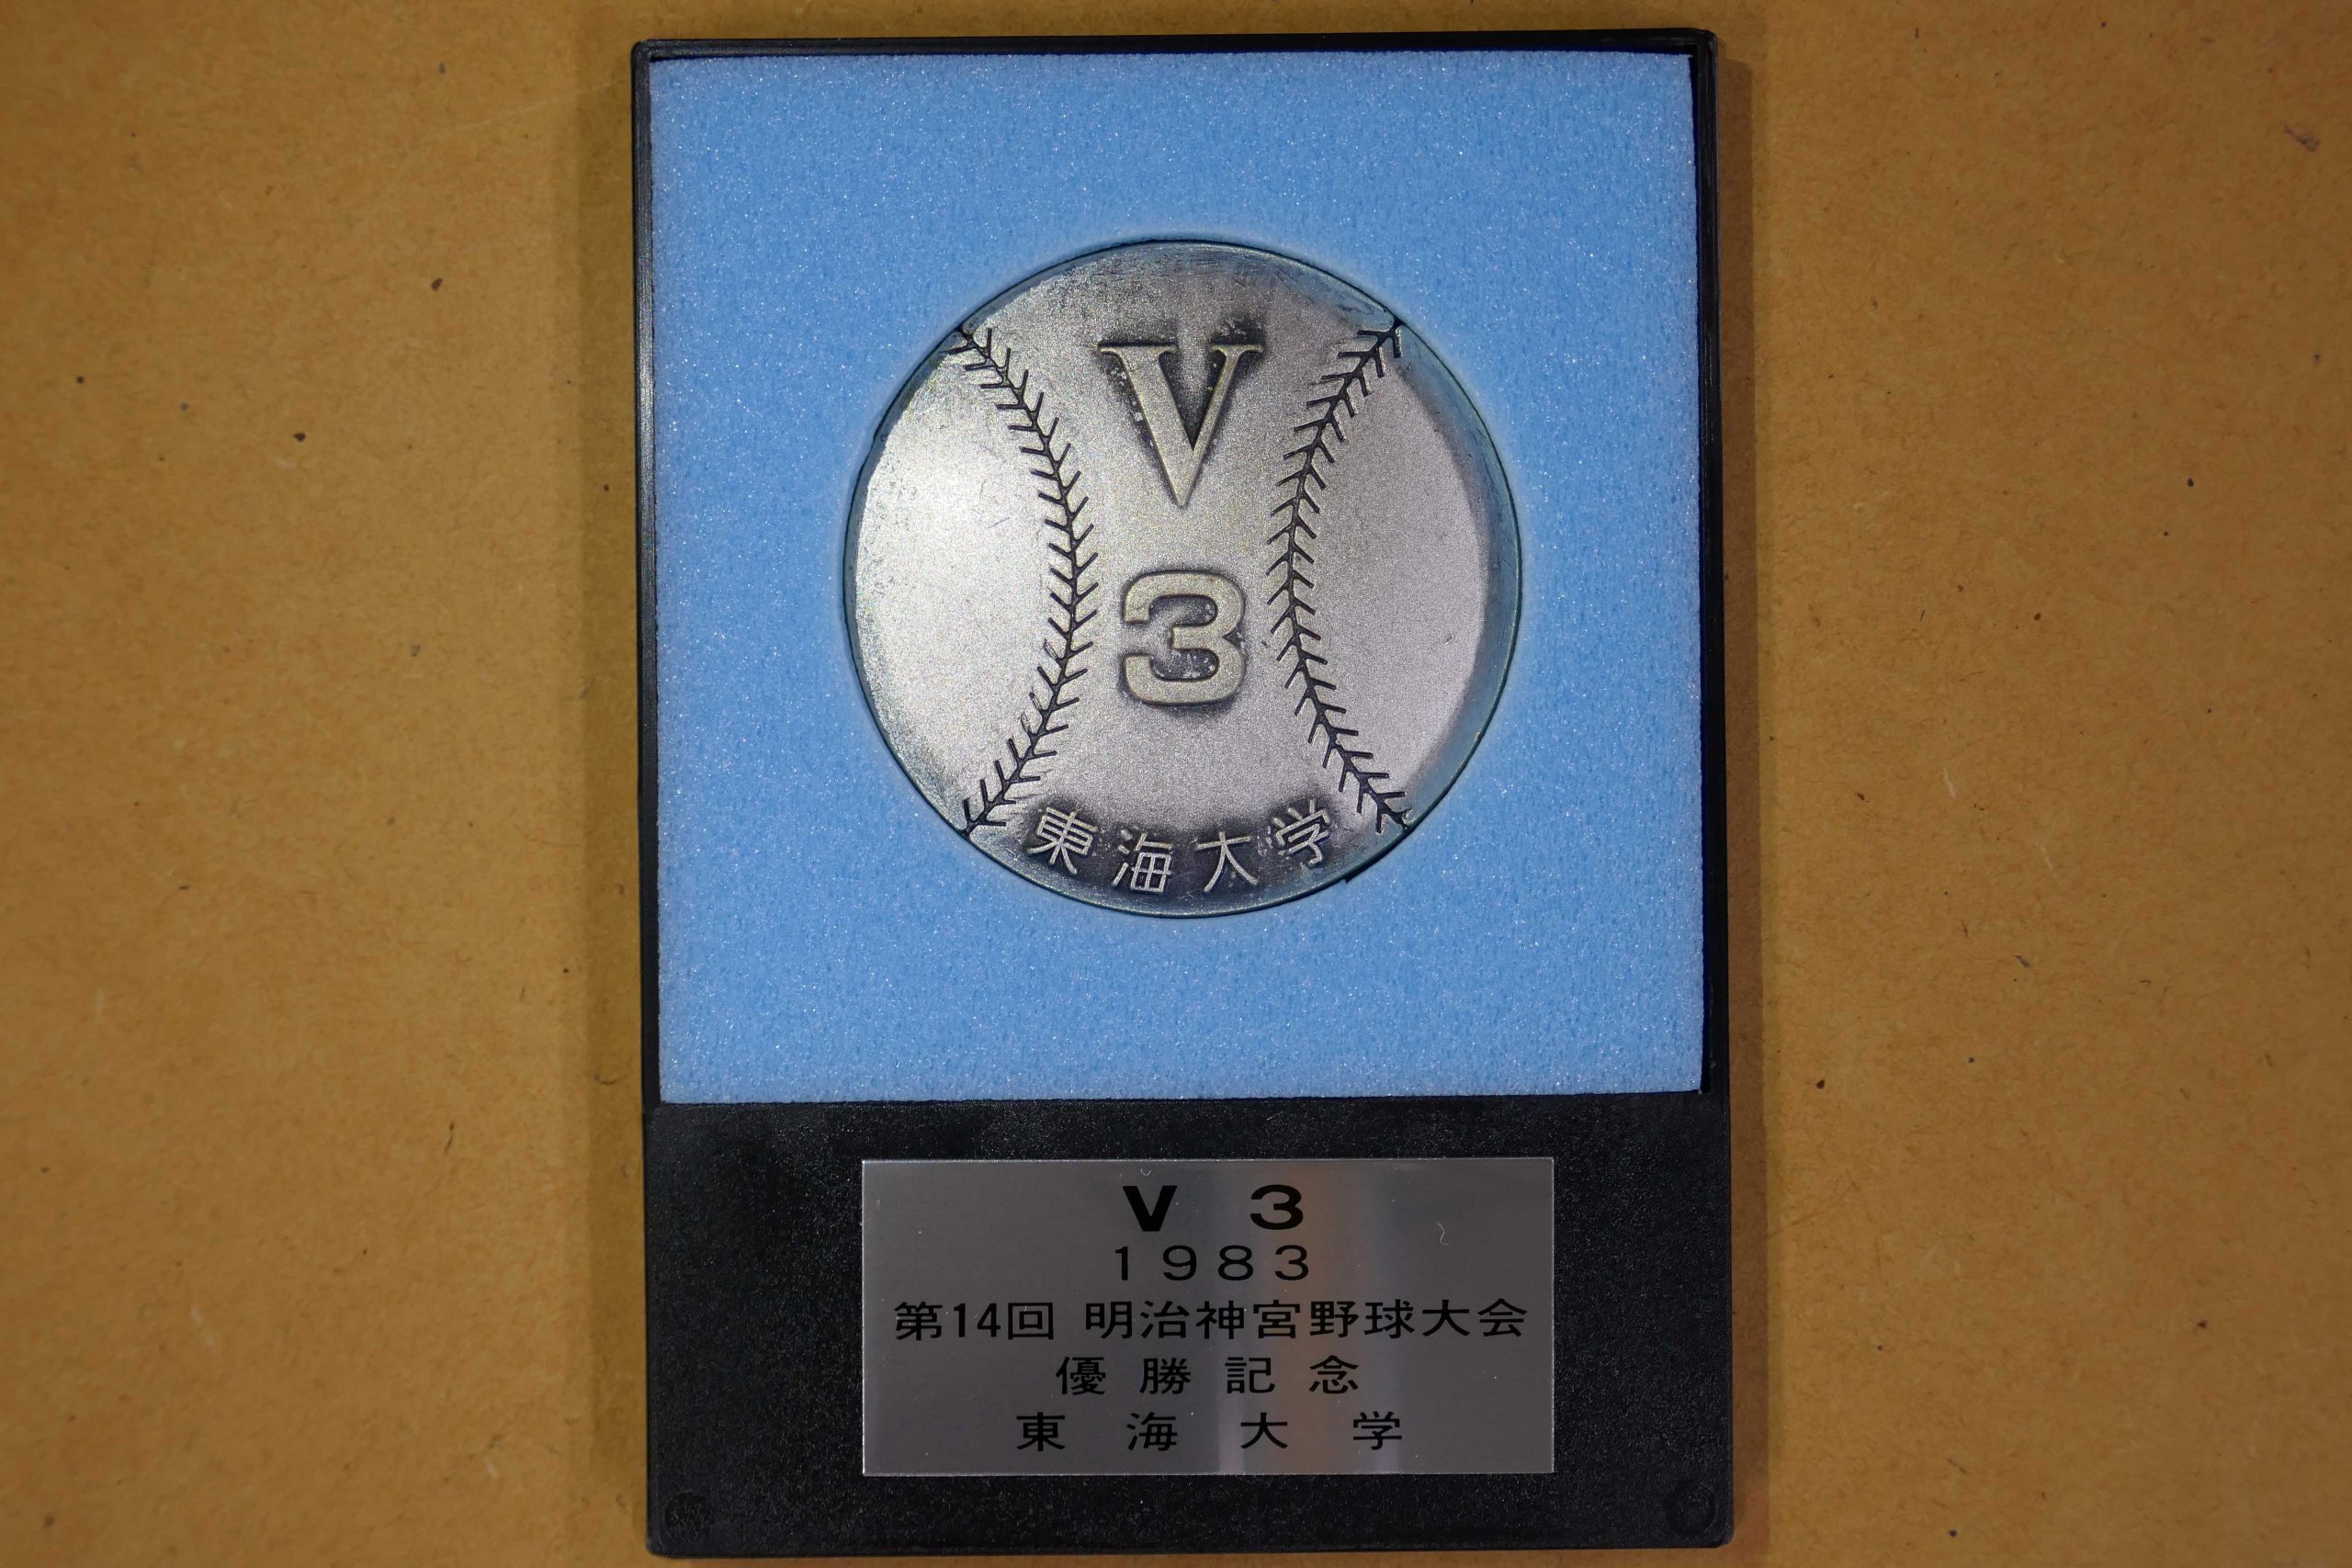 V
3
東海大学
V 3
1983
第14回 明治神宮野球大会
優勝記念
東海大学